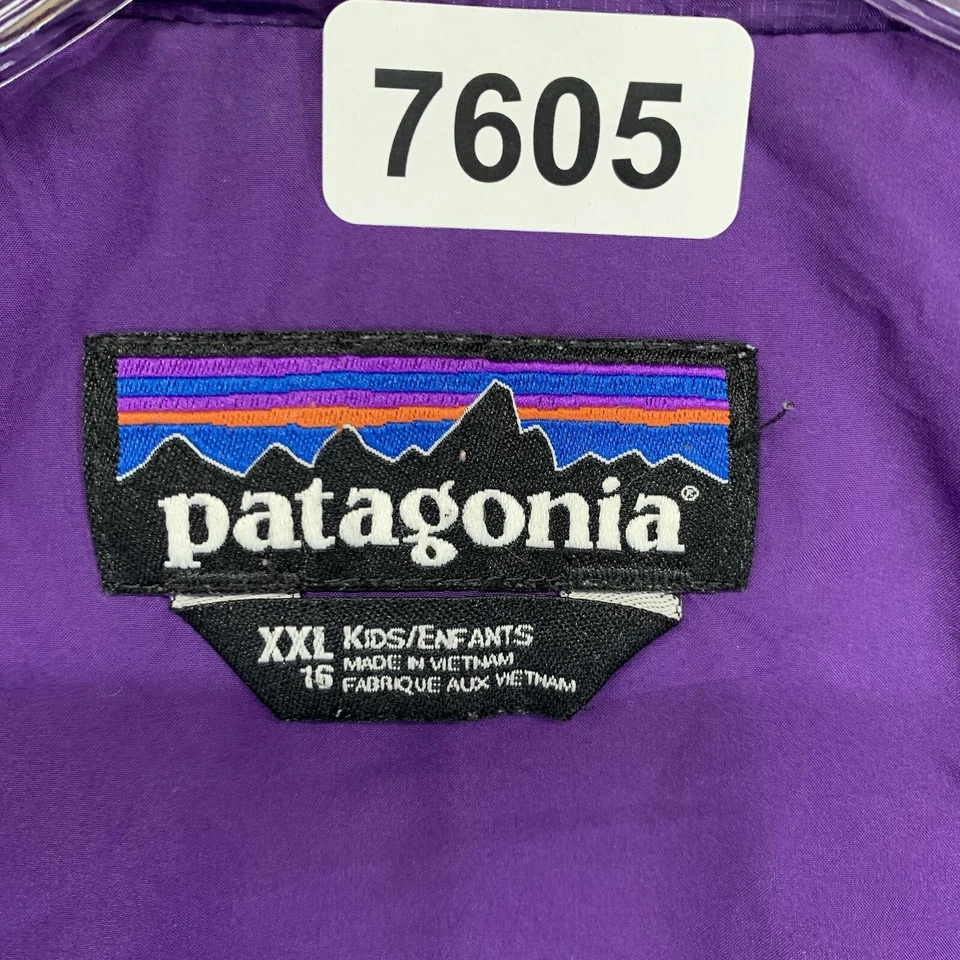 7605
patagonia®
XXL KIDS/ENFANTS
MADE IN VIETNAM
16 FABRIQUE AUX VIETNAM